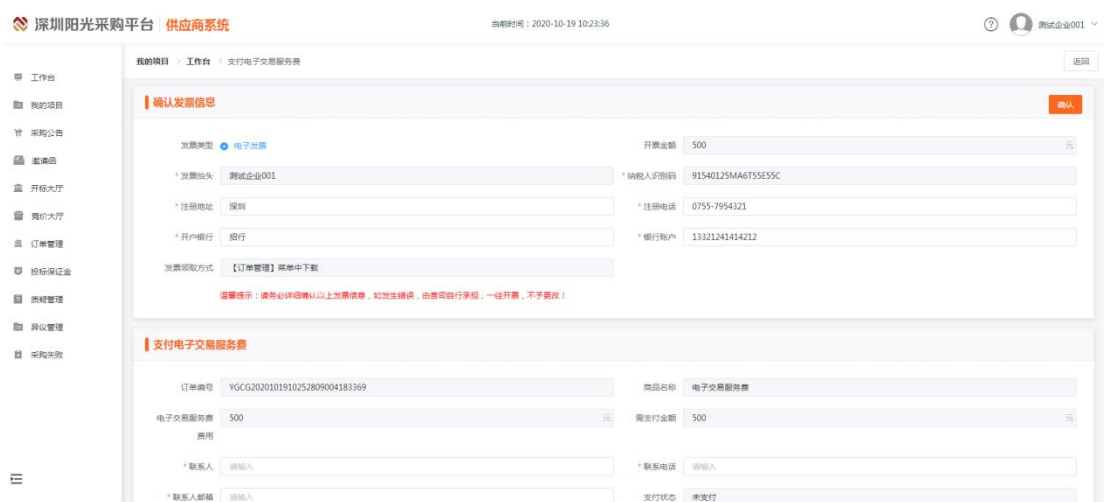 深圳阳光采购平台 供应商系统 当前时间：2020-10-19 10:23:36 测试企业001
我的项目 > 工作台 > 支付电子交易服务费 返回
工作台
我的项目
采购公告
邀请函
开标大厅
竞价大厅
订单管理
投标保证金
质疑管理
异议管理
采购失败
确认发票信息 确认
发票类型 电子发票 开票金额 500 元
* 发票抬头 测试企业001 * 纳税人识别码 91540125MA6T55E55C
* 注册地址 深圳 * 注册电话 0755-7954321
* 开户银行 招行 * 银行账户 13321241414212
发票领取方式 【订单管理】菜单中下载
温馨提示：请务必详细确认以上发票信息，如发生错误，由贵司自行承担，一经开票，不予更改！
支付电子交易服务费
订单编号 YGCG20201019102528090041833​69 商品名称 电子交易服务费
电子交易服务费 500 元 需支付金额 500 元
费用
* 联系人 请输入 * 联系电话 请输入
* 联系人邮箱 请输入 支付状态 未支付